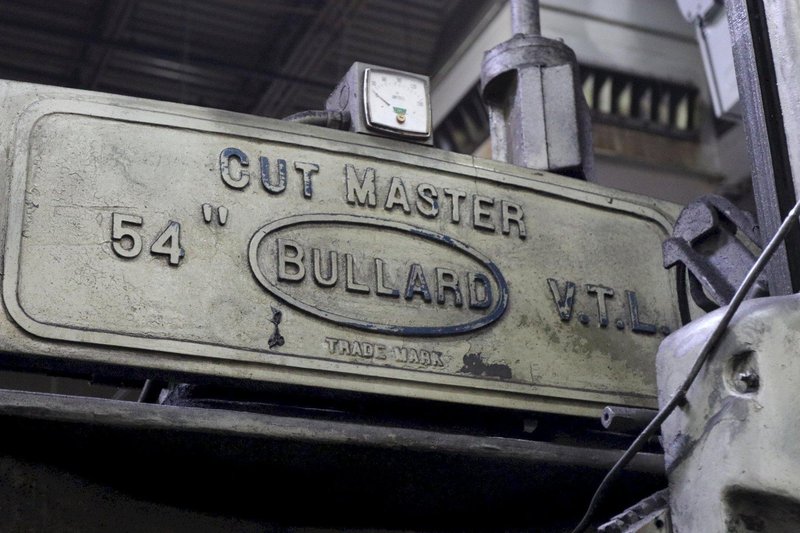 CUT MASTER
54" BULLARD V.T.L.
TRADE MARK